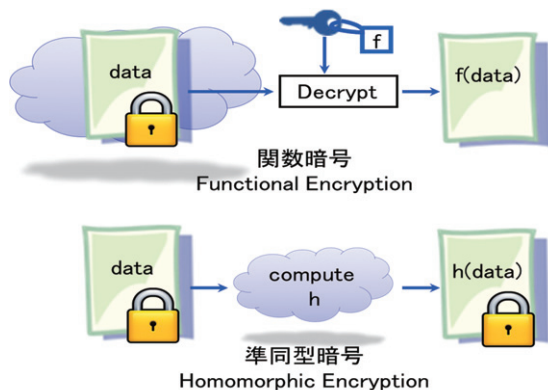 f
data
Decrypt
f(data)
関数暗号
Functional Encryption
data
compute
h
h(data)
準同型暗号
Homomorphic Encryption